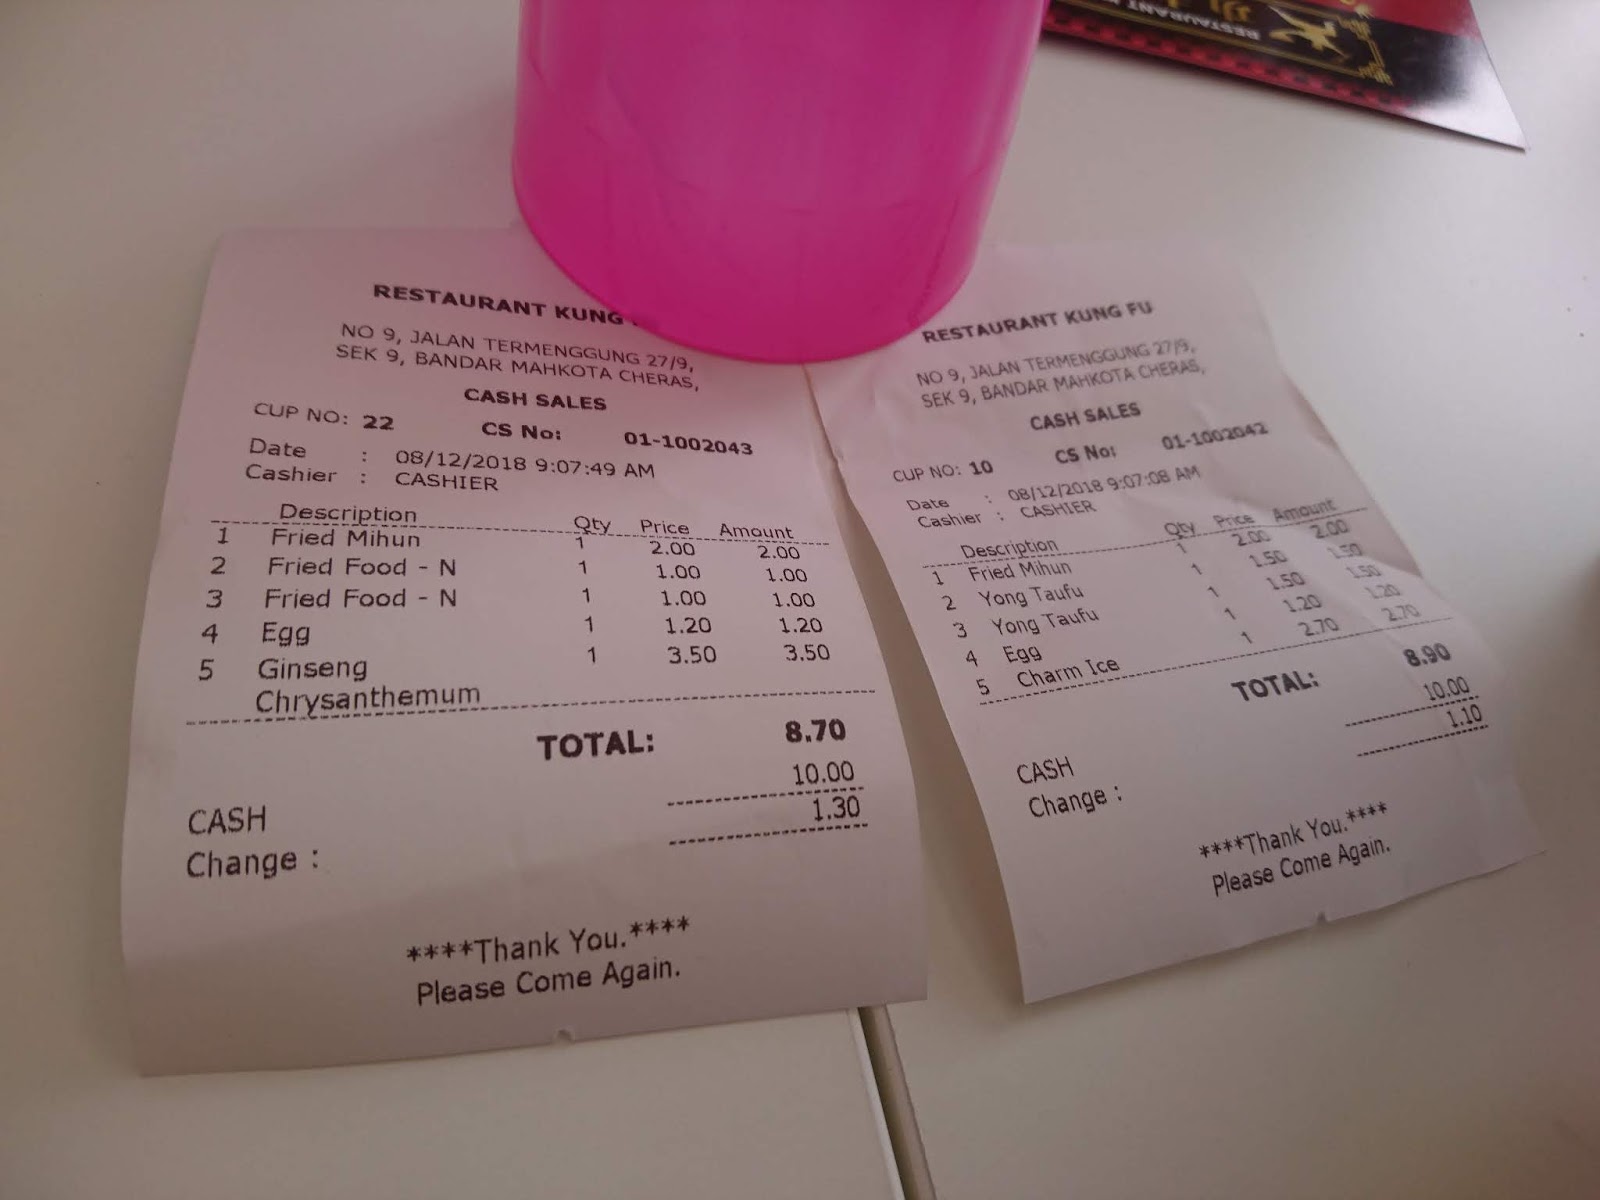 RESTAURANT
RESTAURANT KUNG
NO 9, JALAN TERMENGGUNG 27/9,
SEK 9, BANDAR MAHKOTA CHERAS,
CASH SALES
CUP NO: 22 CS No: 01-1002043
Date : 08/12/2018 9:07:49 AM
Cashier : CASHIER
Description Qty Price Amount
1 Fried Mihun 1 2.00 2.00
2 Fried Food - N 1 1.00 1.00
3 Fried Food - N 1 1.00 1.00
4 Egg 1 1.20 1.20
5 Ginseng 1 3.50 3.50
Chrysanthemum
TOTAL: 8.70
CASH 10.00
Change : 1.30
****Thank You.****
Please Come Again.
RESTAURANT KUNG FU
NO 9, JALAN TERMENGGUNG 27/9,
SEK 9, BANDAR MAHKOTA CHERAS,
CASH SALES
CUP NO: 10 CS No: 01-1002042
Date : 08/12/2018 9:07:08 AM
Cashier : CASHIER
Description Qty Price Amount
1 Fried Mihun 1 2.00 2.00
2 Yong Taufu 1 1.50 1.50
3 Yong Taufu 1 1.50 1.50
4 Egg 1 1.20 1.20
5 Charm Ice 1 2.70 2.70
TOTAL: 8.90
CASH 10.00
Change : 1.10
****Thank You.****
Please Come Again.